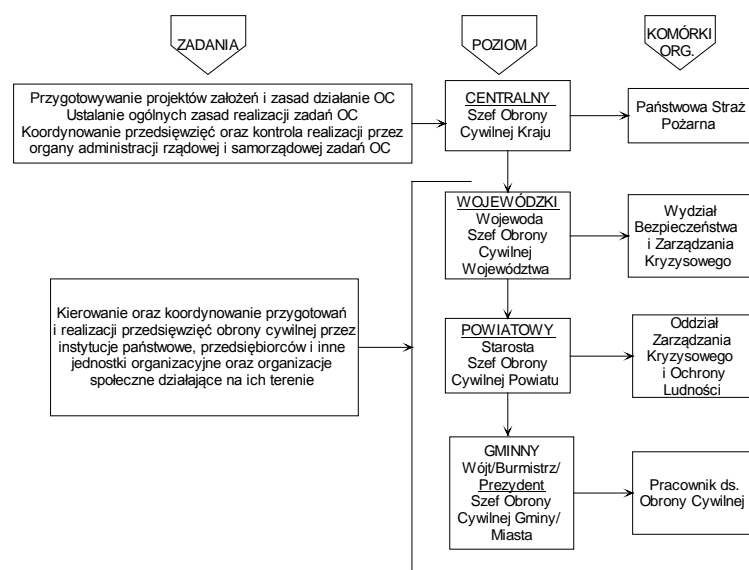 ZADANIA
POZIOM
KOMÓRKI
ORG.
Przygotowywanie projektów założeń i zasad działanie OC
Ustalanie ogólnych zasad realizacji zadań OC
Koordynowanie przedsięwzięć oraz kontrola realizacji przez
organy administracji rządowej i samorządowej zadań OC
CENTRALNY
Szef Obrony
Cywilnej Kraju
Państwowa Straż
Pożarna
WOJEWÓDZKI
Wojewoda
Szef Obrony
Cywilnej
Województwa
Wydział
Bezpieczeństwa
i Zarządzania
Kryzysowego
Kierowanie oraz koordynowanie przygotowań
i realizacji przedsięwzięć obrony cywilnej przez
instytucje państwowe, przedsiębiorców i inne
jednostki organizacyjne oraz organizacje
społeczne działające na ich terenie
POWIATOWY
Starosta
Szef Obrony
Cywilnej Powiatu
Oddział
Zarządzania
Kryzysowego
i Ochrony
Ludności
GMINNY
Wójt/Burmistrz/
Prezydent
Szef Obrony
Cywilnej Gminy/
Miasta
Pracownik ds.
Obrony Cywilnej